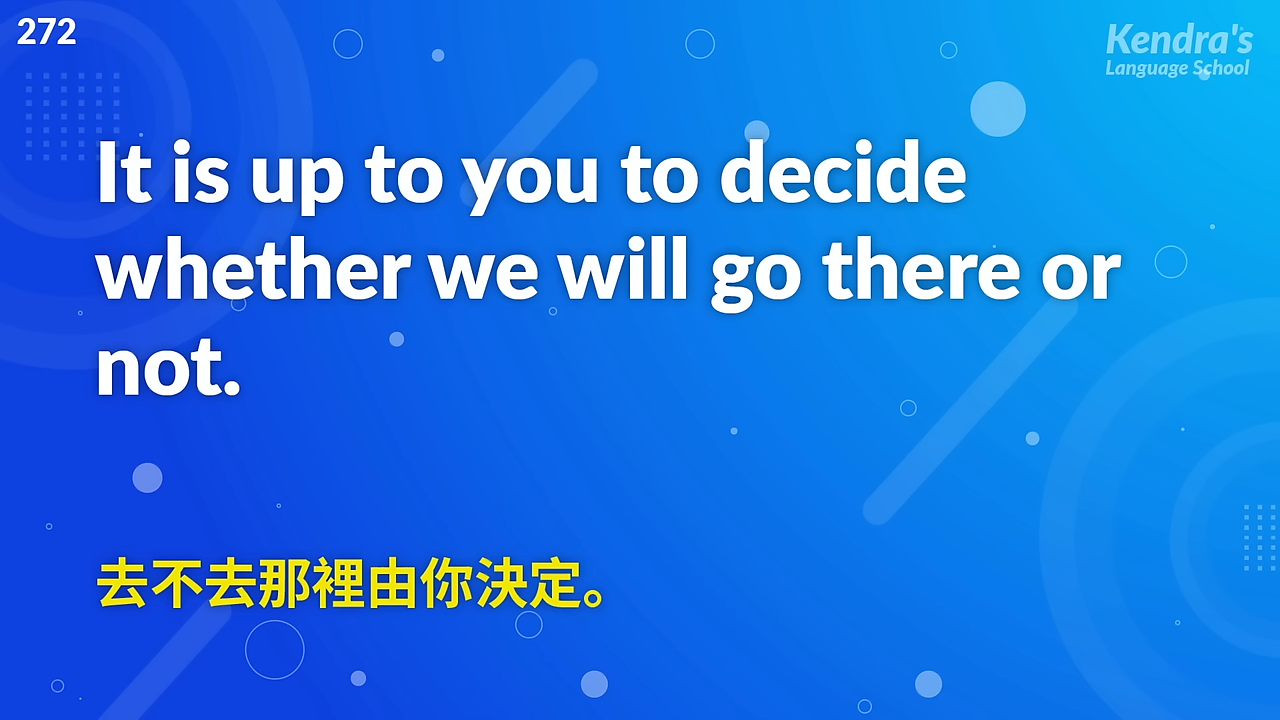 272
Kendra's
Language School
It is up to you to decide
whether we will go there or
not.
去不去那裡由你決定。